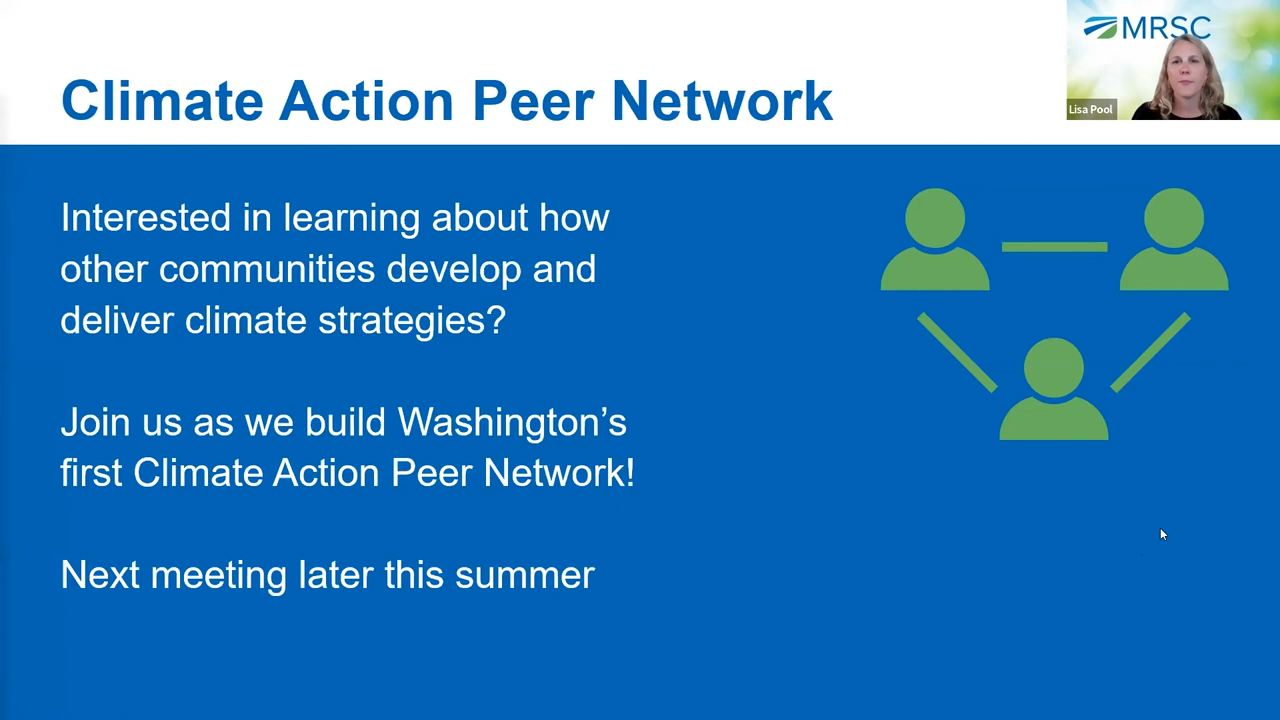 MRSC
Climate Action Peer Network
Lisa Pool
Interested in learning about how
other communities develop and
deliver climate strategies?
Join us as we build Washington’s
first Climate Action Peer Network!
Next meeting later this summer